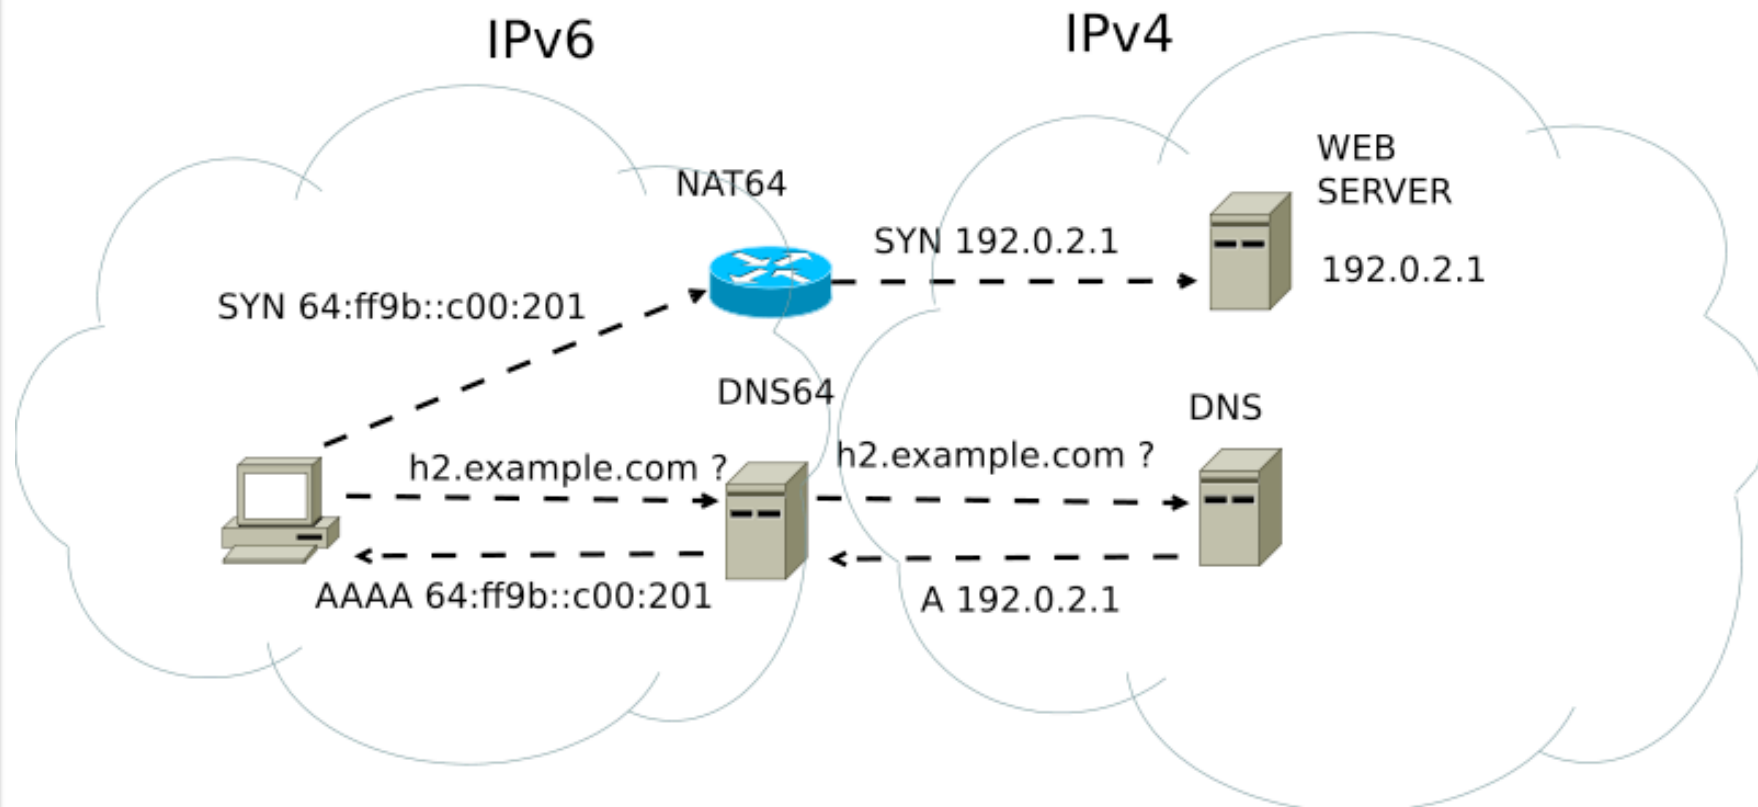 IPv6
IPv4
NAT64
WEB
SERVER
192.0.2.1
SYN 192.0.2.1
SYN 64:ff9b::c00:201
DNS64
DNS
h2.example.com ?
h2.example.com ?
AAAA 64:ff9b::c00:201
A 192.0.2.1